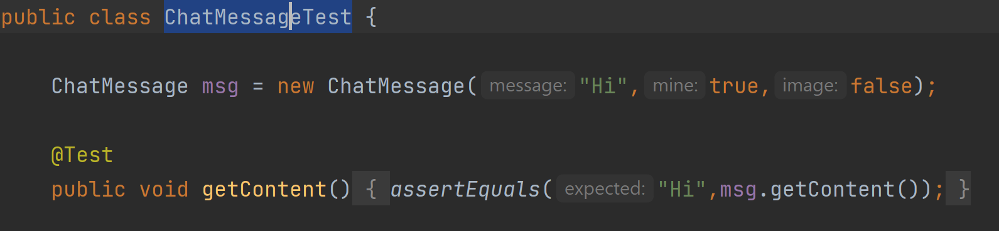 public class ChatMessageTest {
ChatMessage msg = new ChatMessage( message: "Hi", mine: true, image: false);
@Test
public void getContent() { assertEquals( expected: "Hi",msg.getContent()); }